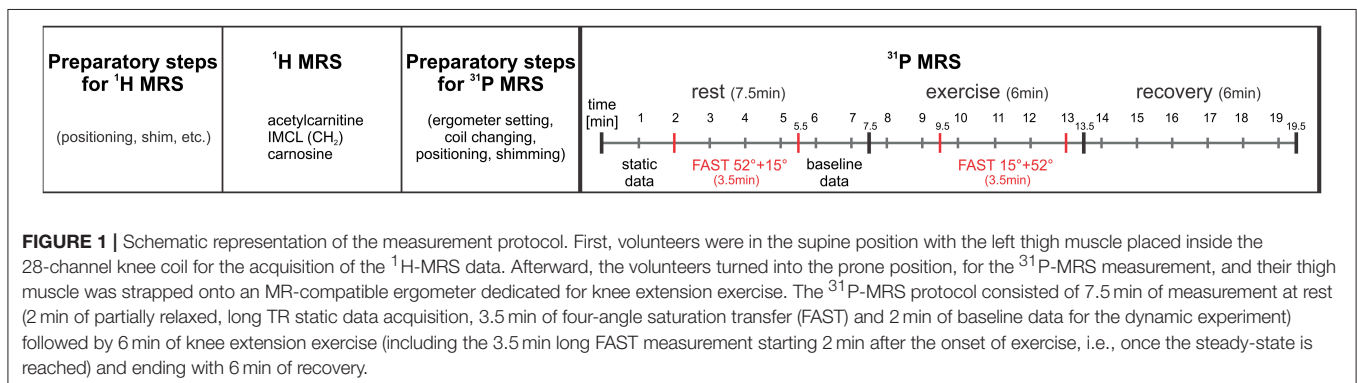 Preparatory steps
for ¹H MRS
(positioning, shim, etc.)
¹H MRS
acetylcarnitine
IMCL (CH₂)
carnosine
Preparatory steps
for ³¹P MRS
(ergometer setting,
coil changing,
positioning, shimming)
³¹P MRS
rest (7.5min) exercise (6min) recovery (6min)
time
[min]
1 2 3 4 5 5.5 6 7 7.5 8 9 9.5 10 11 12 13 13.5 14 15 16 17 18 19 19.5
static
data
FAST 52°+15°
(3.5min)
baseline
data
FAST 15°+52°
(3.5min)
FIGURE 1 | Schematic representation of the measurement protocol. First, volunteers were in the supine position with the left thigh muscle placed inside the
28-channel knee coil for the acquisition of the ¹H-MRS data. Afterward, the volunteers turned into the prone position, for the ³¹P-MRS measurement, and their thigh
muscle was strapped onto an MR-compatible ergometer dedicated for knee extension exercise. The ³¹P-MRS protocol consisted of 7.5 min of measurement at rest
(2 min of partially relaxed, long TR static data acquisition, 3.5 min of four-angle saturation transfer (FAST) and 2 min of baseline data for the dynamic experiment)
followed by 6 min of knee extension exercise (including the 3.5 min long FAST measurement starting 2 min after the onset of exercise, i.e., once the steady-state is
reached) and ending with 6 min of recovery.